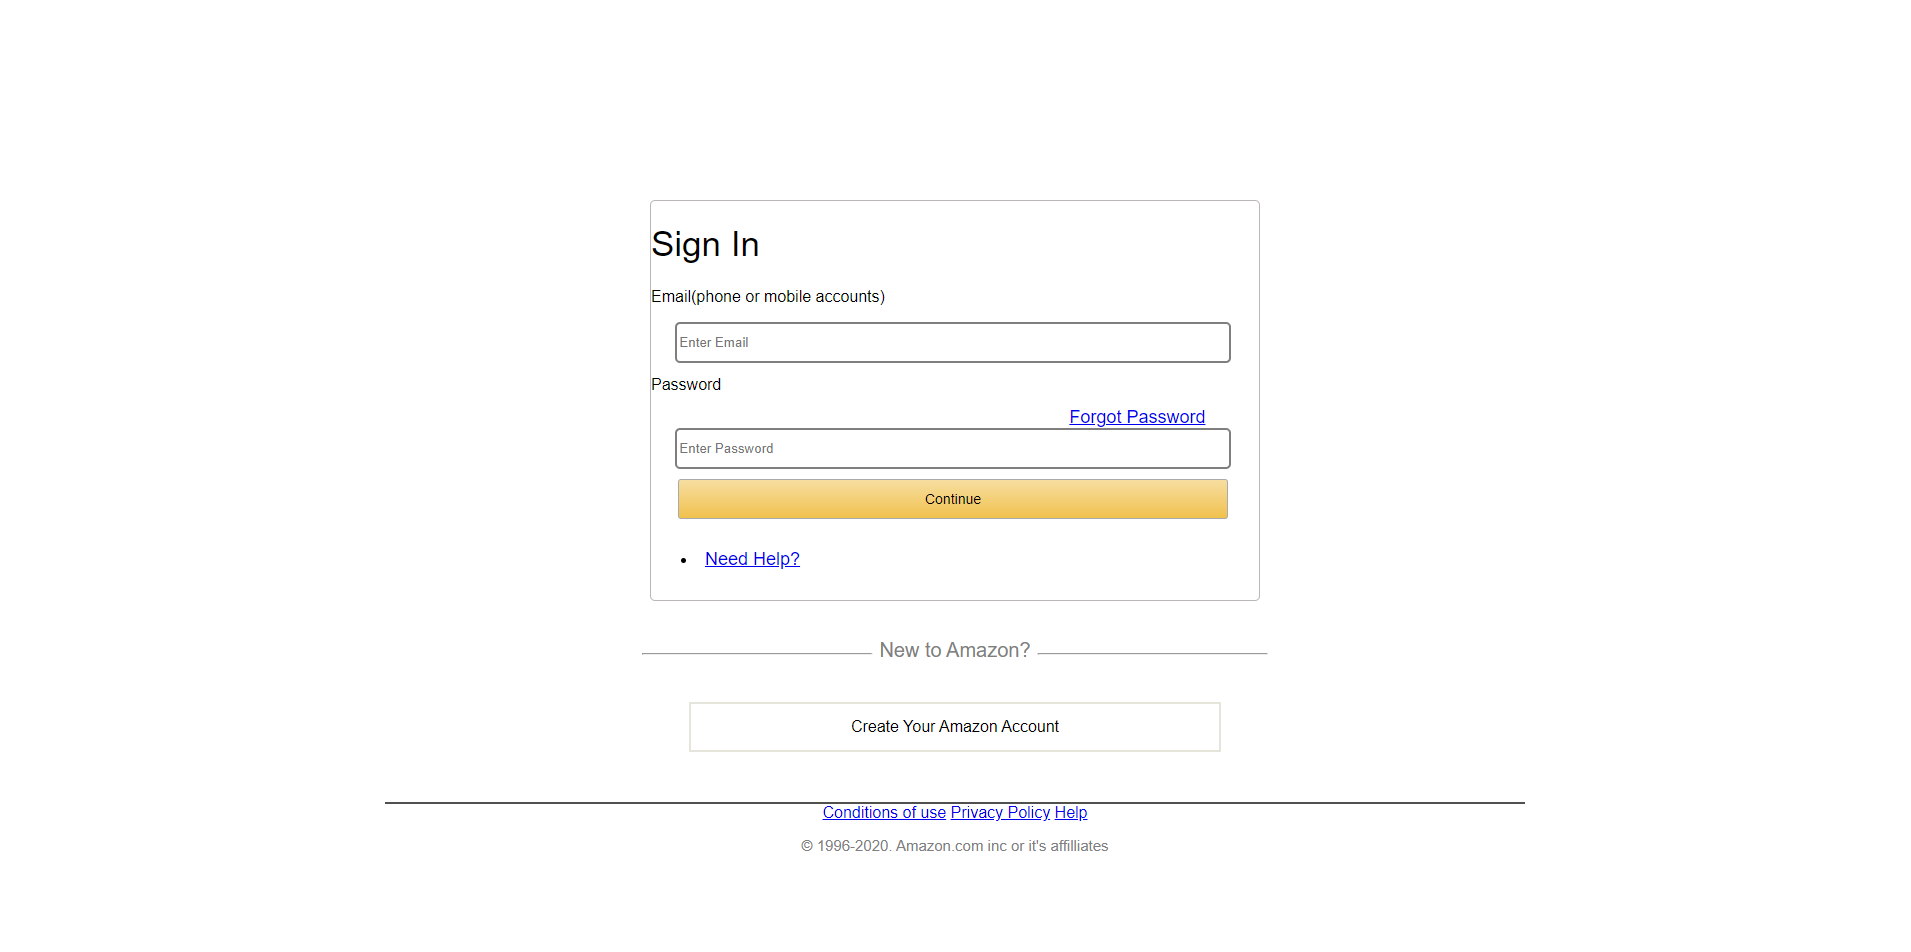 Sign In
Email(phone or mobile accounts)
Enter Email
Password
Forgot Password
Enter Password
Continue
Need Help?
New to Amazon?
Create Your Amazon Account
Conditions of use Privacy Policy Help
© 1996-2020. Amazon.com inc or it's affilliates